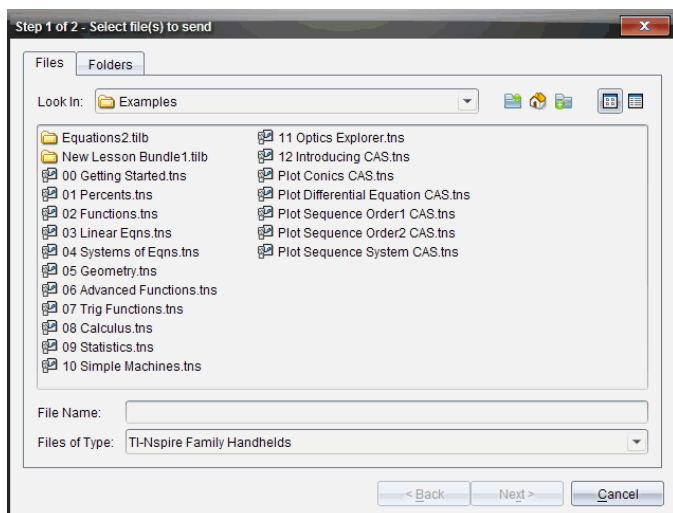 Step 1 of 2 - Select file(s) to send
Files
Folders
Look In:
Examples
Equations2.tilb
New Lesson Bundle1.tilb
00 Getting Started.tns
01 Percents.tns
02 Functions.tns
03 Linear Eqns.tns
04 Systems of Eqns.tns
05 Geometry.tns
06 Advanced Functions.tns
07 Trig Functions.tns
08 Calculus.tns
09 Statistics.tns
10 Simple Machines.tns
11 Optics Explorer.tns
12 Introducing CAS.tns
Plot Conics CAS.tns
Plot Differential Equation CAS.tns
Plot Sequence Order1 CAS.tns
Plot Sequence Order2 CAS.tns
Plot Sequence System CAS.tns
File Name:
Files of Type: TI-Nspire Family Handhelds
< Back
Next >
Cancel